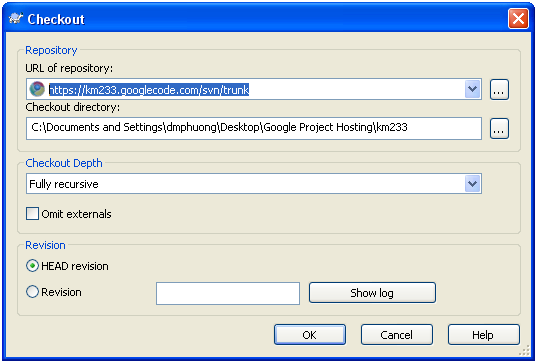 Checkout
Repository
URL of repository:
https://km233.googlecode.com/svn/trunk
...
Checkout directory:
C:\Documents and Settings\dmphuong\Desktop\Google Project Hosting\km233
...
Checkout Depth
Fully recursive
Omit externals
Revision
HEAD revision
Revision
Show log
OK
Cancel
Help